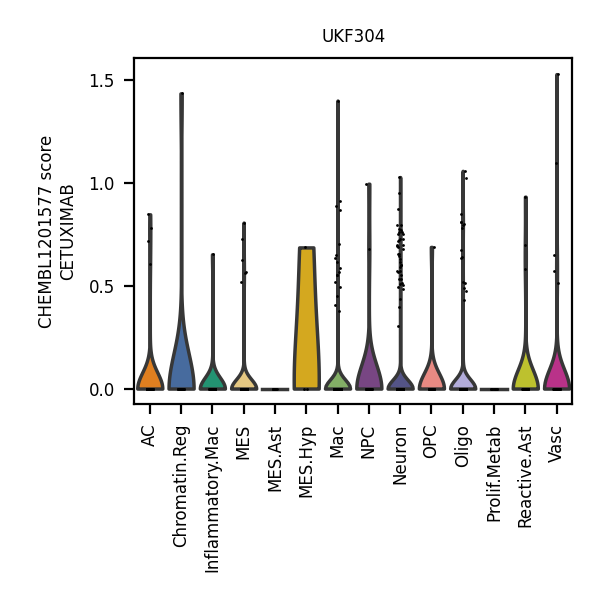 UKF304
CHEMBL1201577 score
CETUXIMAB
1.5
1.0
0.5
0.0
AC
Chromatin.Reg
Inflammatory.Mac
MES
MES.Ast
MES.Hyp
Mac
NPC
Neuron
OPC
Oligo
Prolif.Metab
Reactive.Ast
Vasc